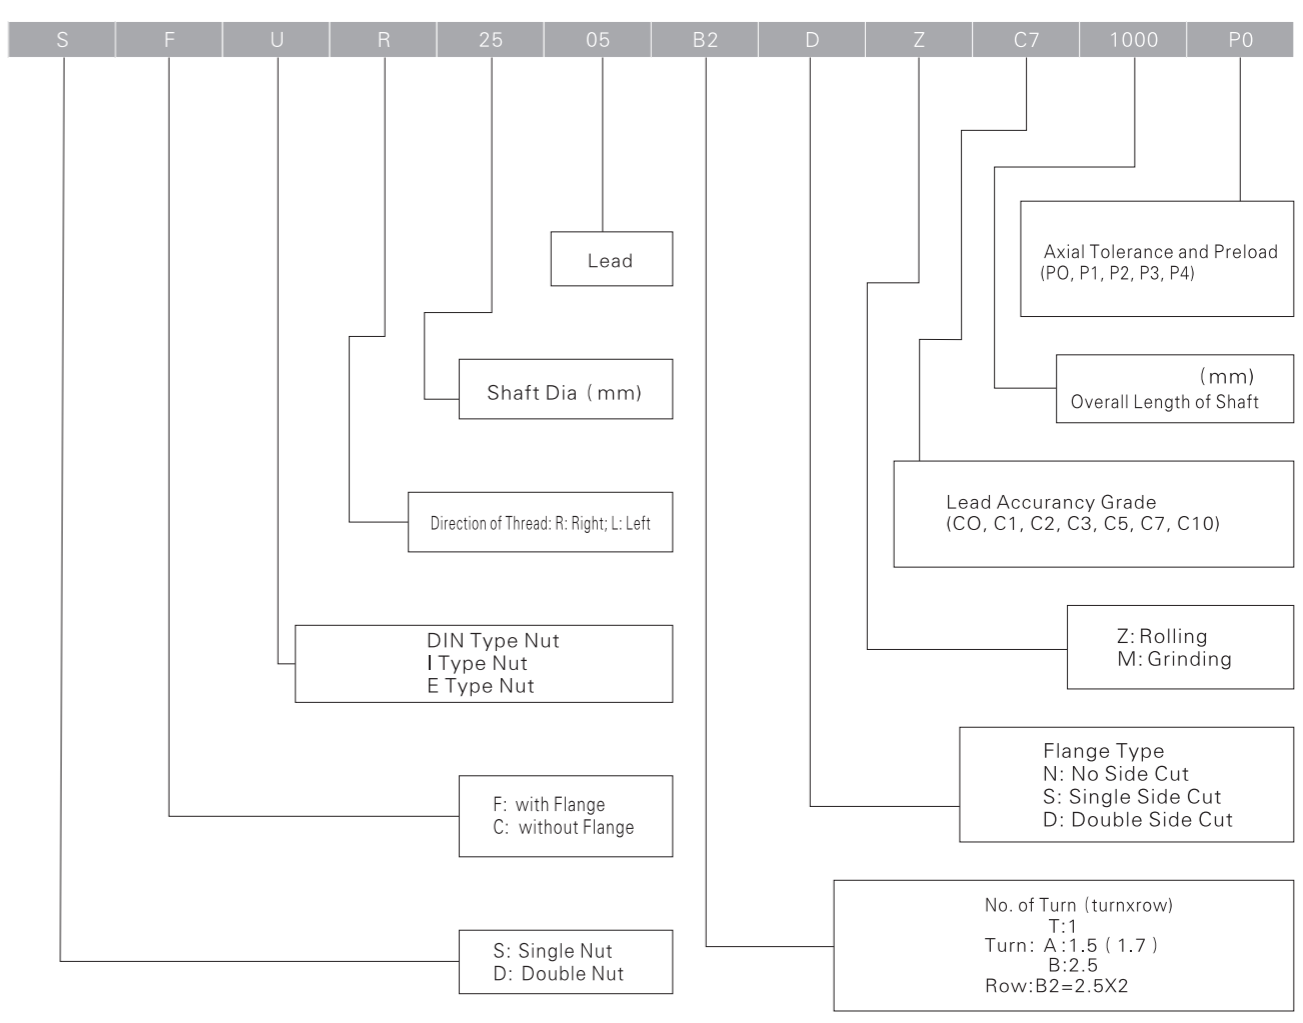 S F U R 25 05 B2 D Z C7 1000 P0
Lead
Axial Tolerance and Preload
(PO, P1, P2, P3, P4)
Shaft Dia (mm)
(mm)
Overall Length of Shaft
Direction of Thread: R: Right; L: Left
Lead Accurancy Grade
(CO, C1, C2, C3, C5, C7, C10)
DIN Type Nut
I Type Nut
E Type Nut
Z: Rolling
M: Grinding
F: with Flange
C: without Flange
Flange Type
N: No Side Cut
S: Single Side Cut
D: Double Side Cut
S: Single Nut
D: Double Nut
No. of Turn (turnxrow)
T:1
Turn: A :1.5 ( 1.7 )
B:2.5
Row:B2=2.5X2